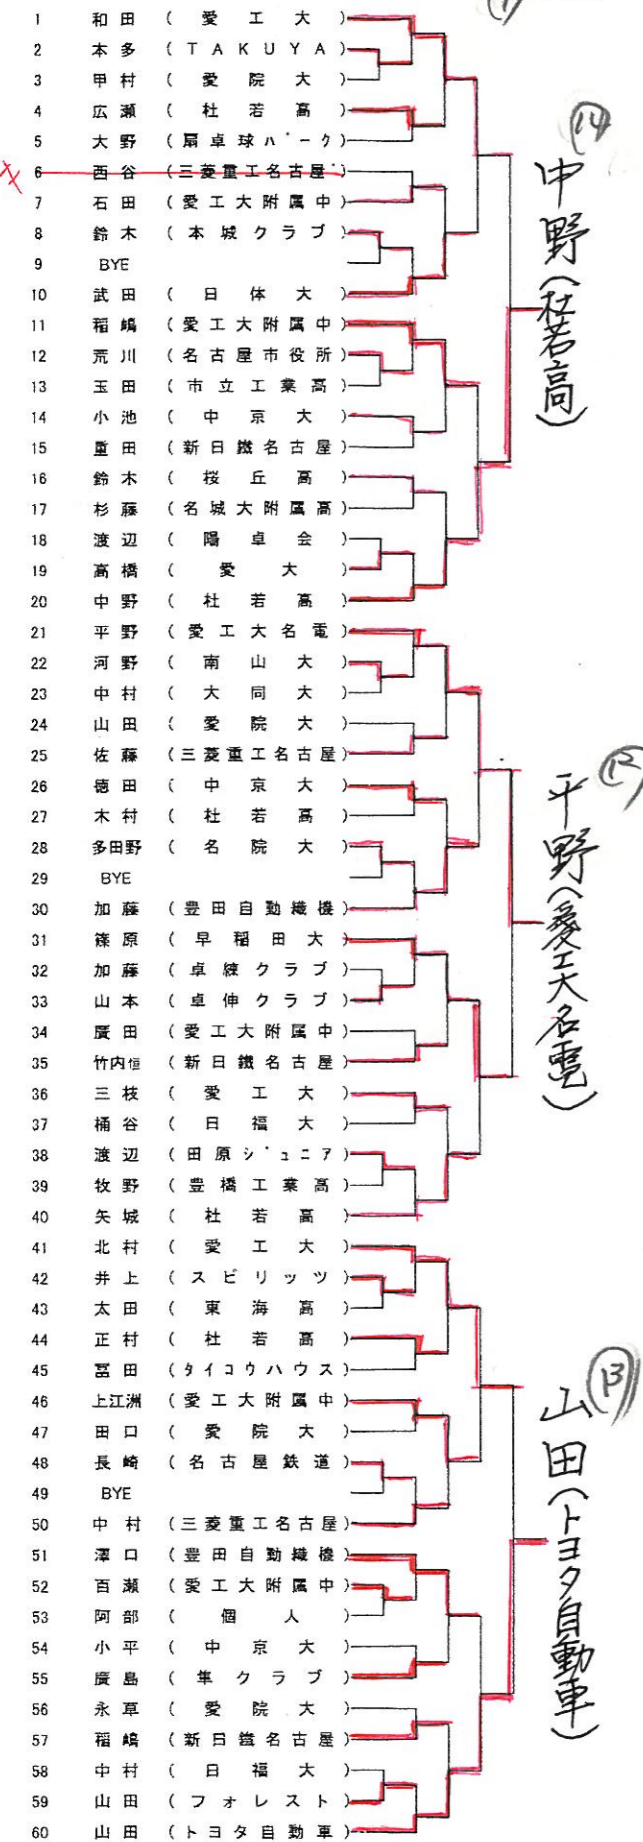 1 和田 (愛工大)
2 本多 (TAKUYA)
3 甲村 (愛院大)
4 広瀬 (杜若高)
5 大野 (扇卓球パーク)
6 西谷 (三菱重工名古屋)
7 石田 (愛工大附属中)
8 鈴木 (本城クラブ)
9 BYE
10 武田 (日体大)
11 稲嶋 (愛工大附属中)
12 荒川 (名古屋市役所)
13 玉田 (市立工業高)
14 小池 (中京大)
15 重田 (新日鐵名古屋)
16 鈴木 (桜丘高)
17 杉藤 (名城大附属高)
18 渡辺 (陽卓会)
19 高橋 (愛大)
20 中野 (杜若高)
⑭
中野(杜若高)
21 平野 (愛工大名電)
22 河野 (南山大)
23 中村 (大同大)
24 山田 (愛院大)
25 佐藤 (三菱重工名古屋)
26 徳田 (中京大)
27 木村 (杜若高)
28 多田野 (名院大)
29 BYE
30 加藤 (豊田自動織機)
31 篠原 (早稲田大)
32 加藤 (卓練クラブ)
33 山本 (卓伸クラブ)
34 廣田 (愛工大附属中)
35 竹内恒 (新日鐵名古屋)
36 三枝 (愛工大)
37 桶谷 (日福大)
38 渡辺 (田原ジュニア)
39 牧野 (豊橋工業高)
40 矢城 (杜若高)
⑫
平野(愛工大名電)
41 北村 (愛工大)
42 井上 (スピリッツ)
43 太田 (東海高)
44 正村 (杜若高)
45 冨田 (タイコウハウス)
46 上江洲 (愛工大附属中)
47 田口 (愛院大)
48 長崎 (名古屋鉄道)
49 BYE
50 中村 (三菱重工名古屋)
51 澤口 (豊田自動織機)
52 百瀬 (愛工大附属中)
53 阿部 (個人)
54 小平 (中京大)
55 廣島 (隼クラブ)
56 永草 (愛院大)
57 稲嶋 (新日鐵名古屋)
58 中村 (日福大)
59 山田 (フォレスト)
60 山田 (トヨタ自動車)
⑬
山田(トヨタ自動車)